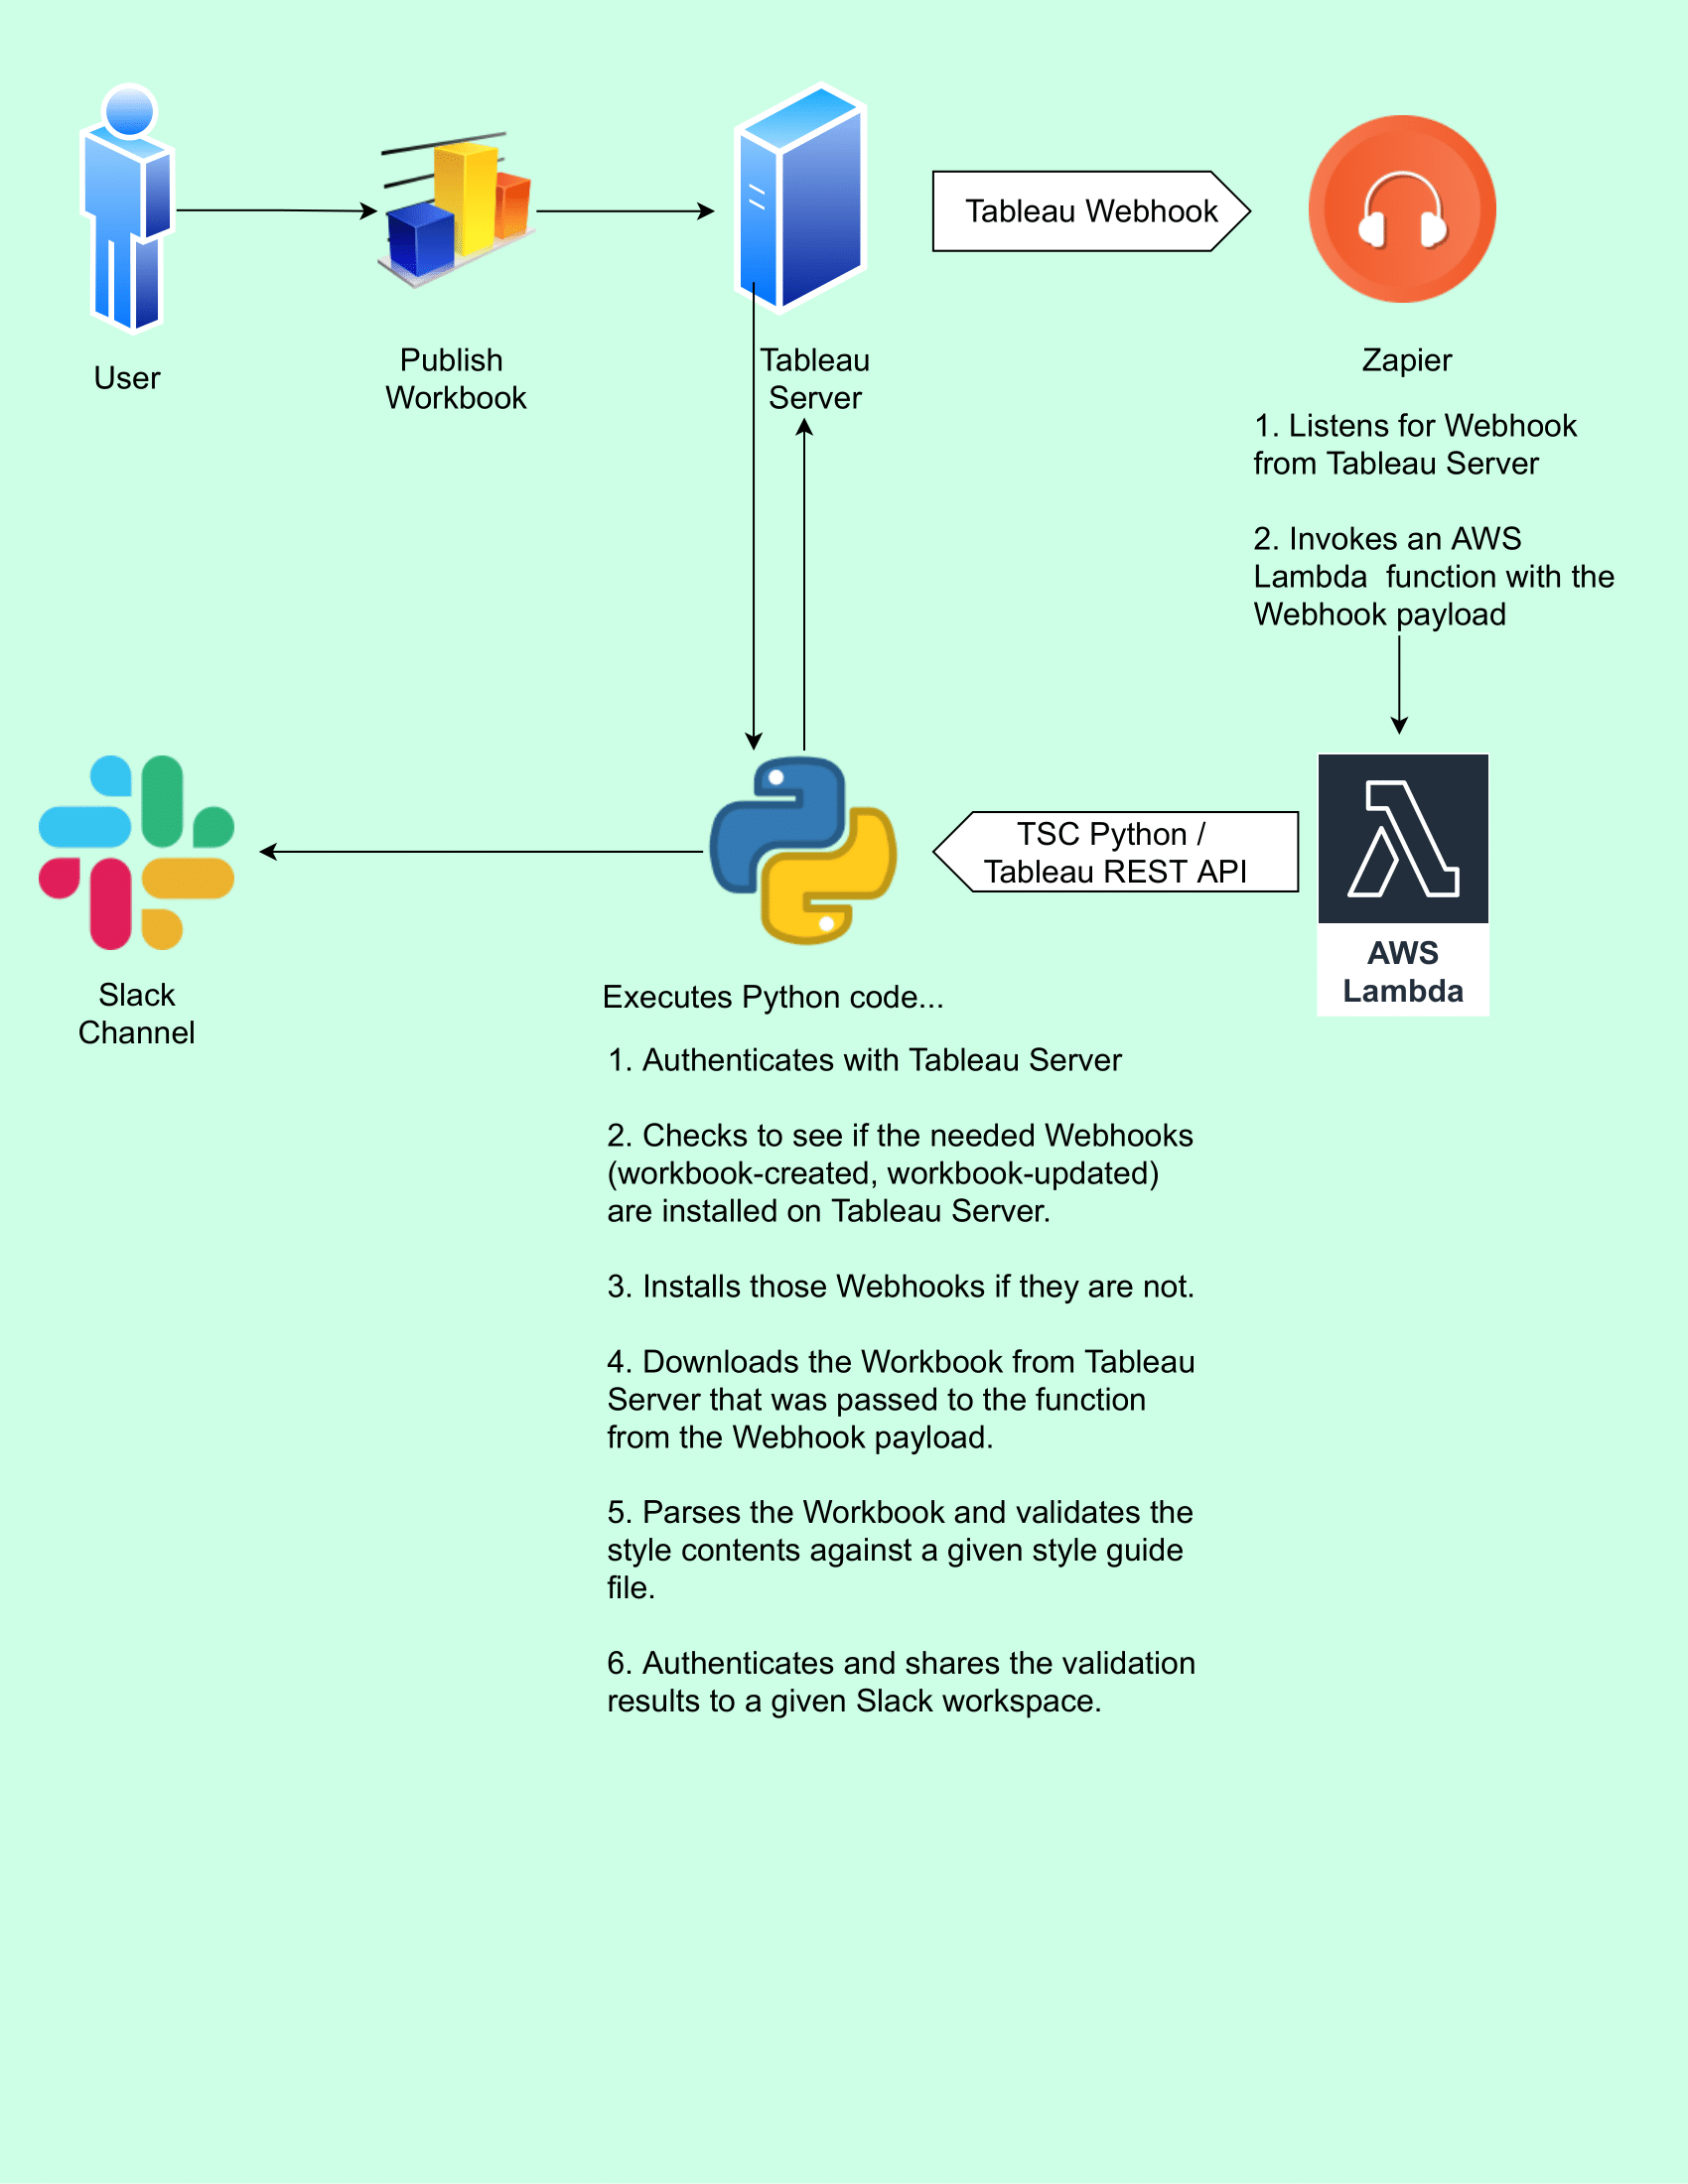 User
Publish
Workbook
Tableau
Server
Tableau Webhook
Zapier
1. Listens for Webhook
from Tableau Server
2. Invokes an AWS
Lambda  function with the
Webhook payload
AWS
Lambda
TSC Python /
Tableau REST API
Slack
Channel
Executes Python code...
1. Authenticates with Tableau Server
2. Checks to see if the needed Webhooks
(workbook-created, workbook-updated)
are installed on Tableau Server.
3. Installs those Webhooks if they are not.
4. Downloads the Workbook from Tableau
Server that was passed to the function
from the Webhook payload.
5. Parses the Workbook and validates the
style contents against a given style guide
file.
6. Authenticates and shares the validation
results to a given Slack workspace.